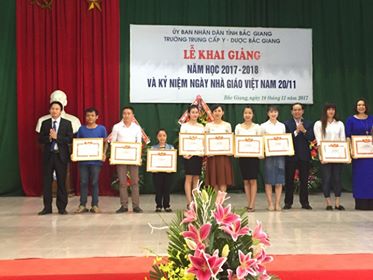 ỦY BAN NHÂN DÂN TỈNH BẮC GIANG
TRƯỜNG TRUNG CẤP Y - DƯỢC BẮC GIANG
LỄ KHAI GIẢNG
NĂM HỌC 2017-2018
VÀ KỶ NIỆM NGÀY NHÀ GIÁO VIỆT NAM 20/11
Bắc Giang, ngày 18 tháng 11 năm 2017